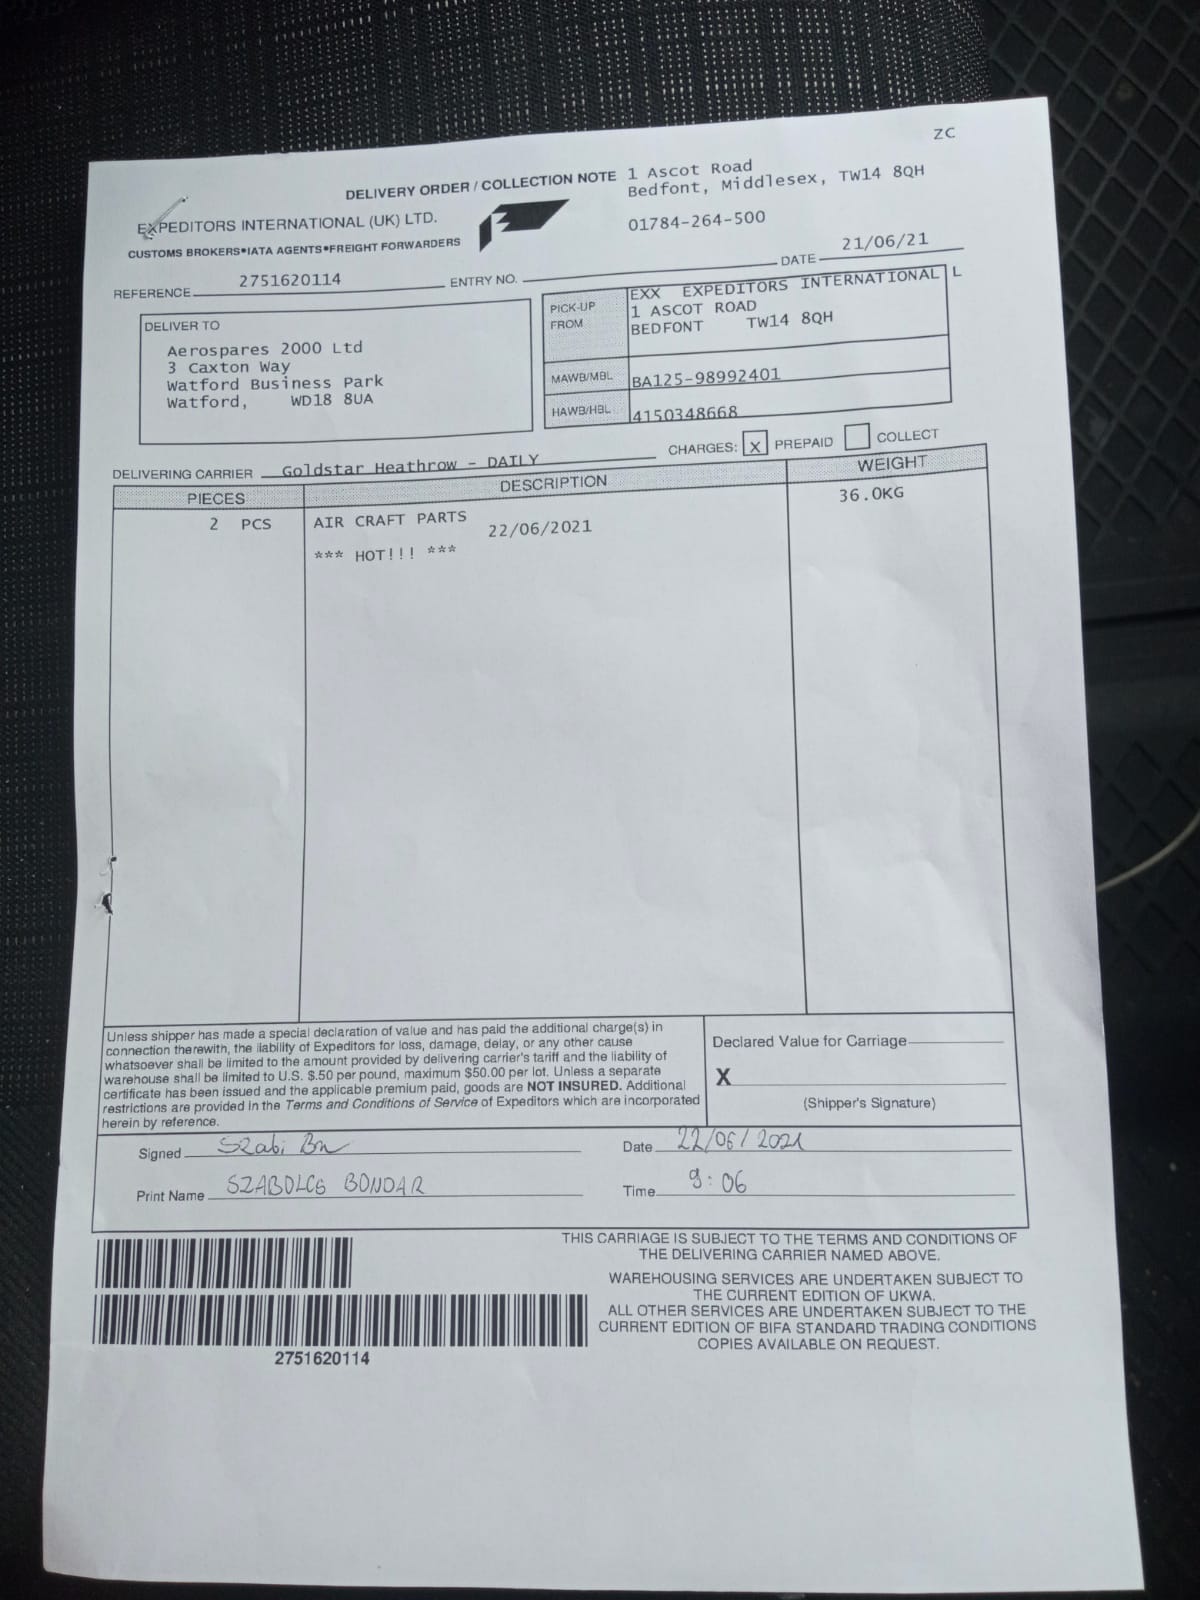 ZC
DELIVERY ORDER / COLLECTION NOTE
1 Ascot Road
Bedfont, Middlesex, TW14 8QH
EXPEDITORS INTERNATIONAL (UK) LTD.
CUSTOMS BROKERS•IATA AGENTS•FREIGHT FORWARDERS
01784-264-500
DATE 21/06/21
REFERENCE 2751620114 ENTRY NO.
DELIVER TO
Aerospares 2000 Ltd
3 Caxton Way
Watford Business Park
Watford, WD18 8UA
PICK-UP FROM
EXX EXPEDITORS INTERNATIONAL L
1 ASCOT ROAD
BEDFONT TW14 8QH
MAWB/MBL BA125-98992401
HAWB/HBL 4150348668
DELIVERING CARRIER Goldstar Heathrow - DAILY
CHARGES: X PREPAID COLLECT
PIECES DESCRIPTION WEIGHT
2 PCS AIR CRAFT PARTS 22/06/2021 36.0KG
*** HOT!!! ***
Unless shipper has made a special declaration of value and has paid the additional charge(s) in
connection therewith, the liability of Expeditors for loss, damage, delay, or any other cause
whatsoever shall be limited to the amount provided by delivering carrier's tariff and the liability of
warehouse shall be limited to U.S. $.50 per pound, maximum $50.00 per lot. Unless a separate
certificate has been issued and the applicable premium paid, goods are NOT INSURED. Additional
restrictions are provided in the Terms and Conditions of Service of Expeditors which are incorporated
herein by reference.
Declared Value for Carriage
X
(Shipper's Signature)
Signed Szabi Bn
Date 22/06/2021
Print Name SZABOLCS BONDAR
Time 9:06
THIS CARRIAGE IS SUBJECT TO THE TERMS AND CONDITIONS OF
THE DELIVERING CARRIER NAMED ABOVE.
WAREHOUSING SERVICES ARE UNDERTAKEN SUBJECT TO
THE CURRENT EDITION OF UKWA.
ALL OTHER SERVICES ARE UNDERTAKEN SUBJECT TO THE
CURRENT EDITION OF BIFA STANDARD TRADING CONDITIONS
COPIES AVAILABLE ON REQUEST.
2751620114